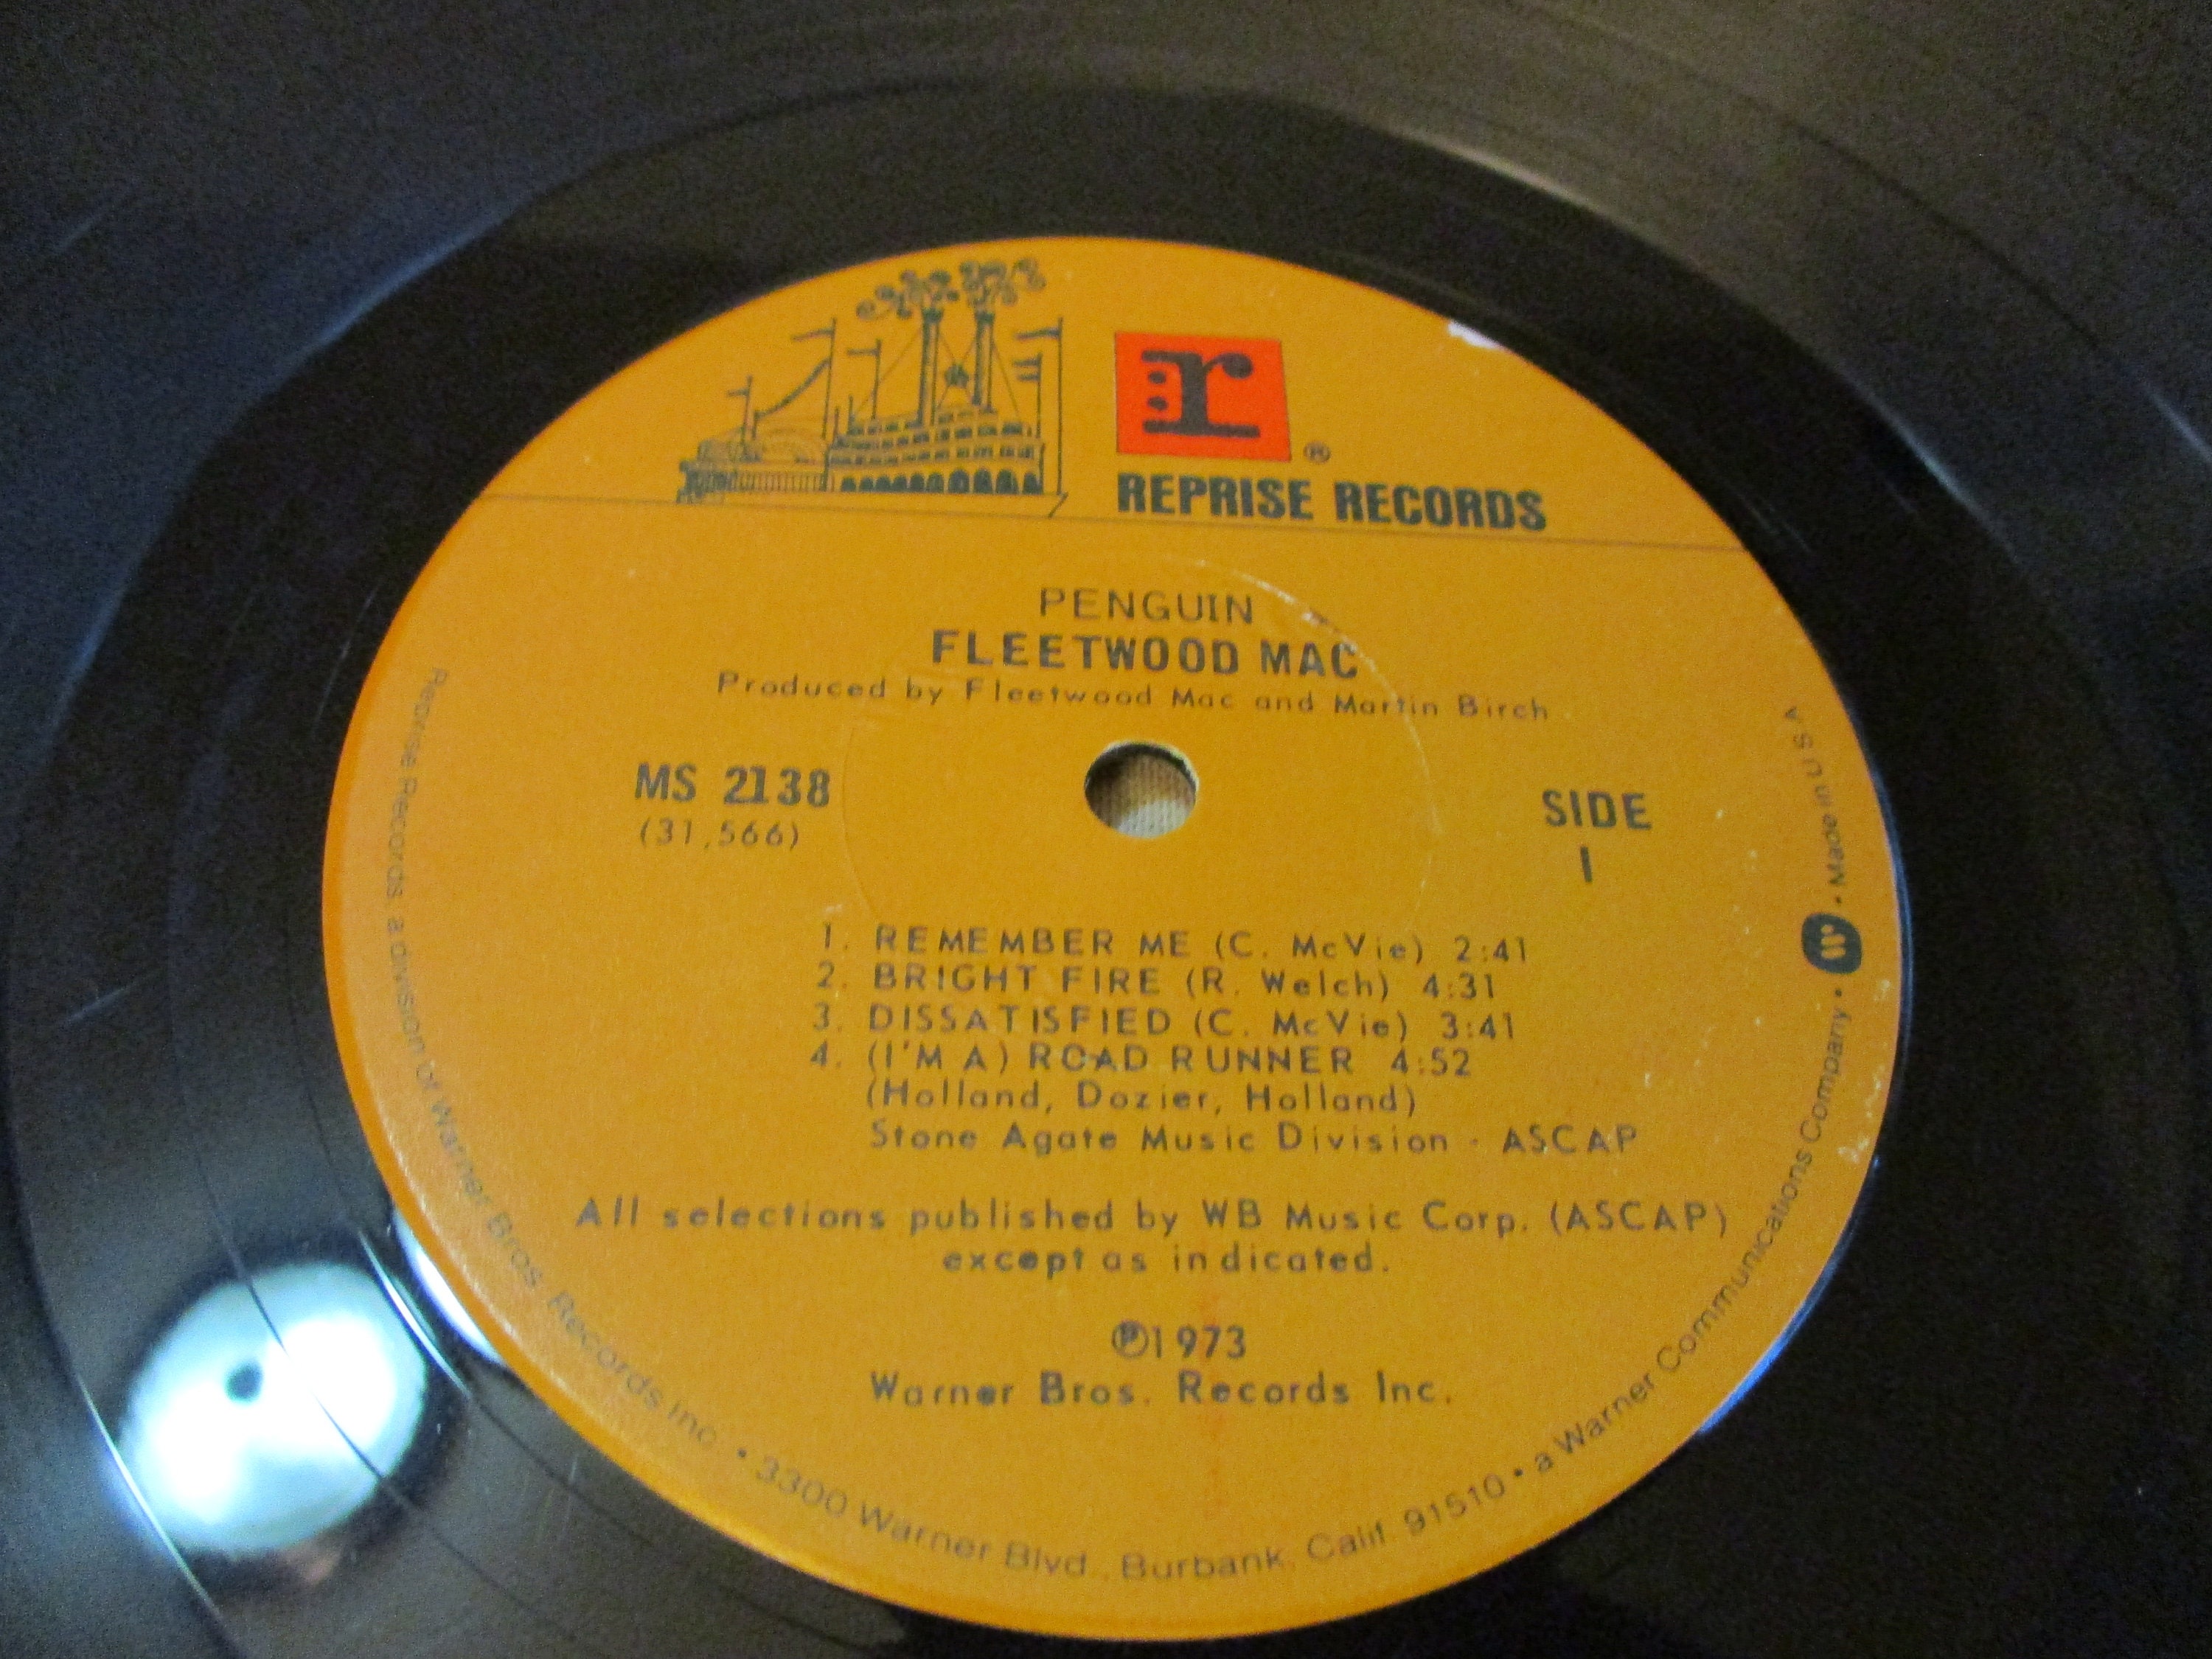 r ®
REPRISE RECORDS
PENGUIN
FLEETWOOD MAC
Produced by Fleetwood Mac and Martin Birch
MS 2138
(31,566)
SIDE
1
1. REMEMBER ME (C. McVie) 2:41
2. BRIGHT FIRE (R. Welch) 4:31
3. DISSATISFIED (C. McVie) 3:41
4. (I'M A) ROAD RUNNER 4:52
(Holland, Dozier, Holland)
Stone Agate Music Division - ASCAP
All selections published by WB Music Corp. (ASCAP)
except as indicated.
℗1973
Warner Bros. Records Inc.
Reprise Records, a division of Warner Bros. Records Inc. • 3300 Warner Blvd., Burbank, Calif. 91510 • a Warner Communications Company • W • Made in U S A